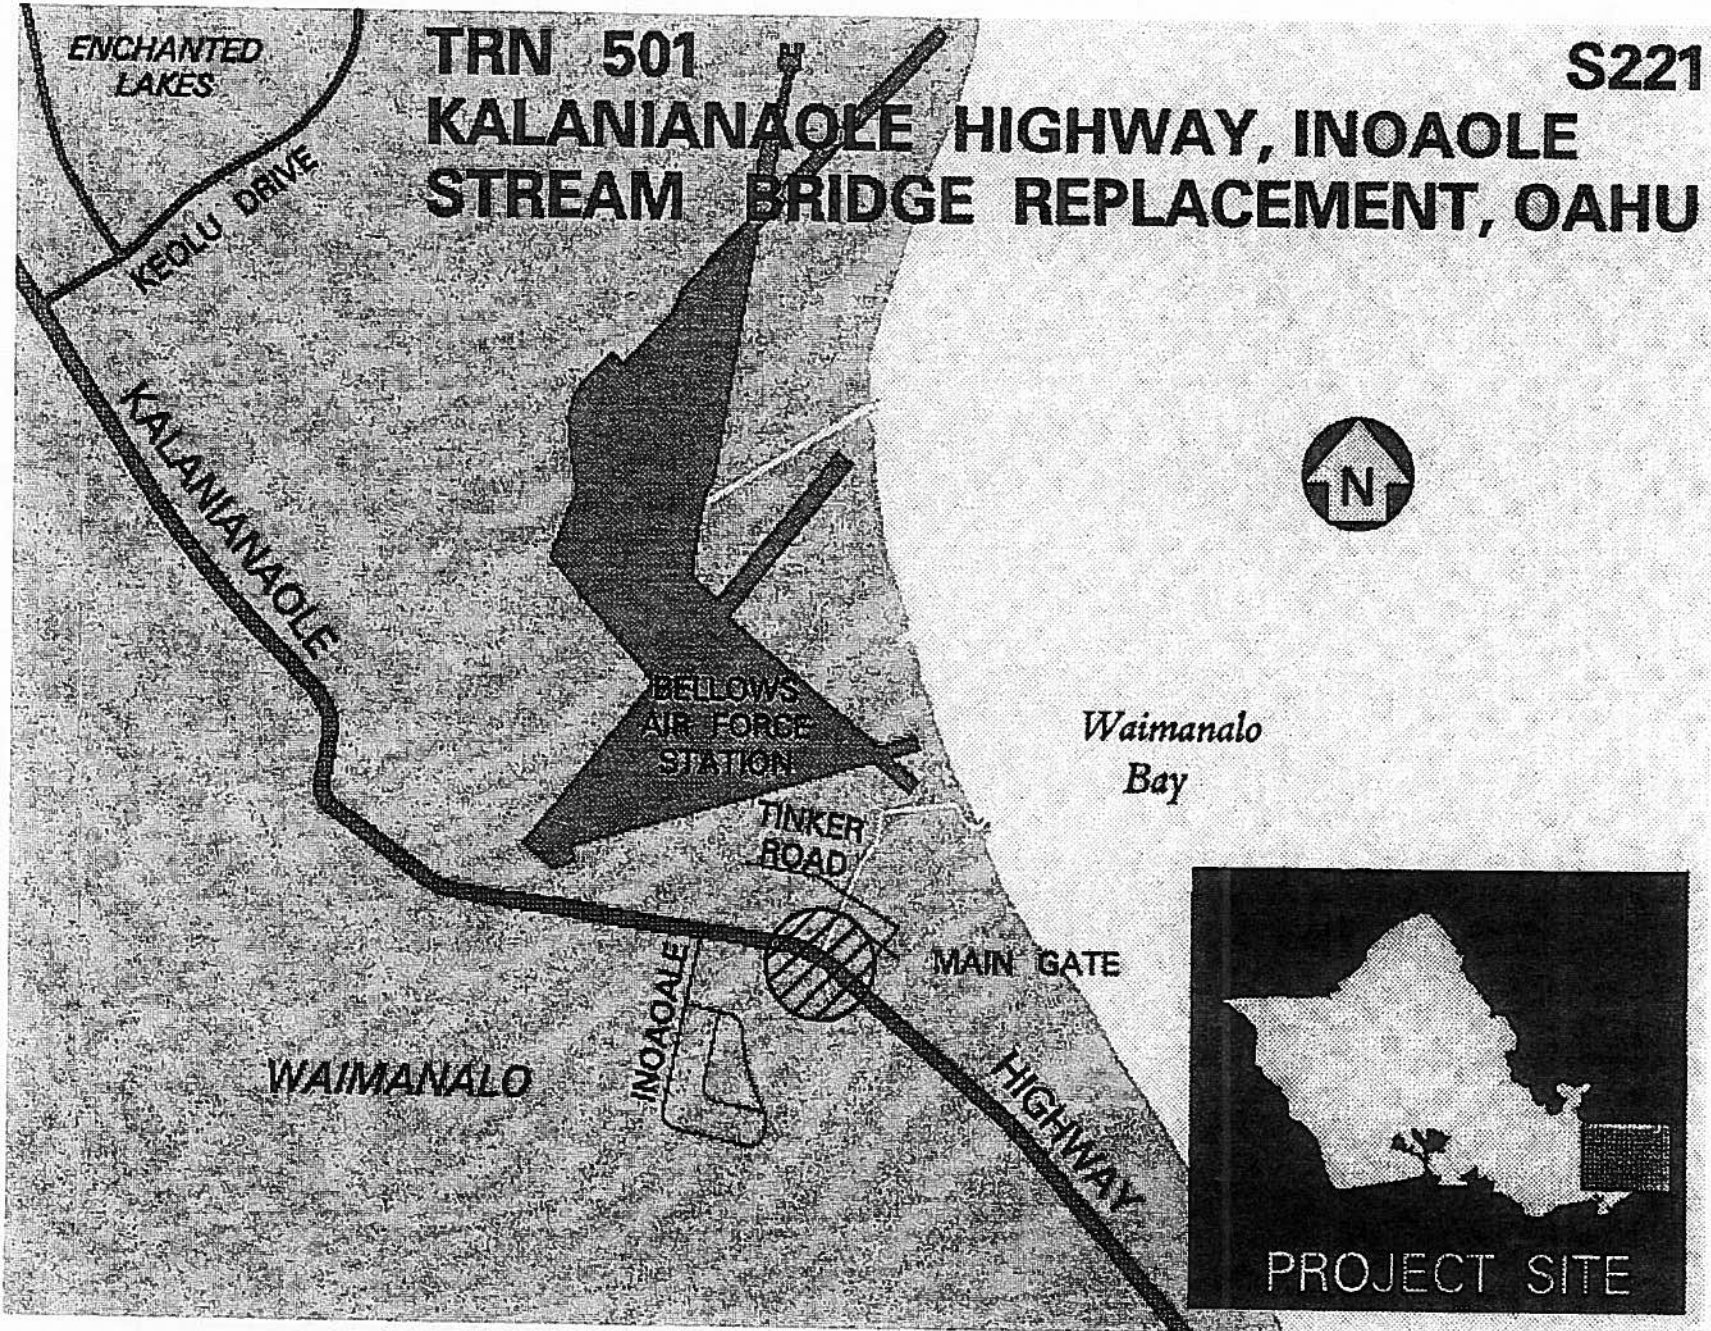 ENCHANTED
LAKES
TRN 501
S221
KALANIANAOLE HIGHWAY, INOAOLE
STREAM BRIDGE REPLACEMENT, OAHU
KEOLU DRIVE
KALANIANAOLE
N
BELLOWS
AIR FORCE
STATION
Waimanalo
Bay
TINKER
ROAD
MAIN GATE
INOAOALE
WAIMANALO
HIGHWAY
PROJECT SITE